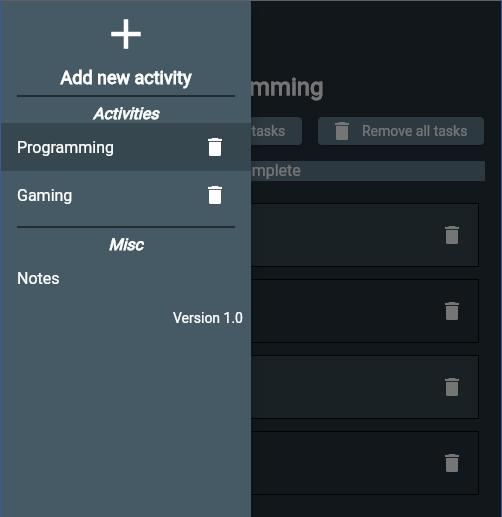 Add new activity
Activities
Programming
Gaming
Misc
Notes
Version 1.0
mming
tasks
Remove all tasks
mplete